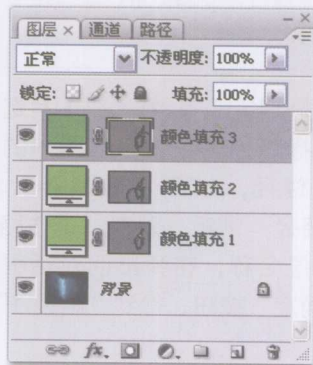 图层 × 通道 路径
正常 不透明度: 100%
锁定: 填充: 100%
颜色填充 3
颜色填充 2
颜色填充 1
背景
fx.